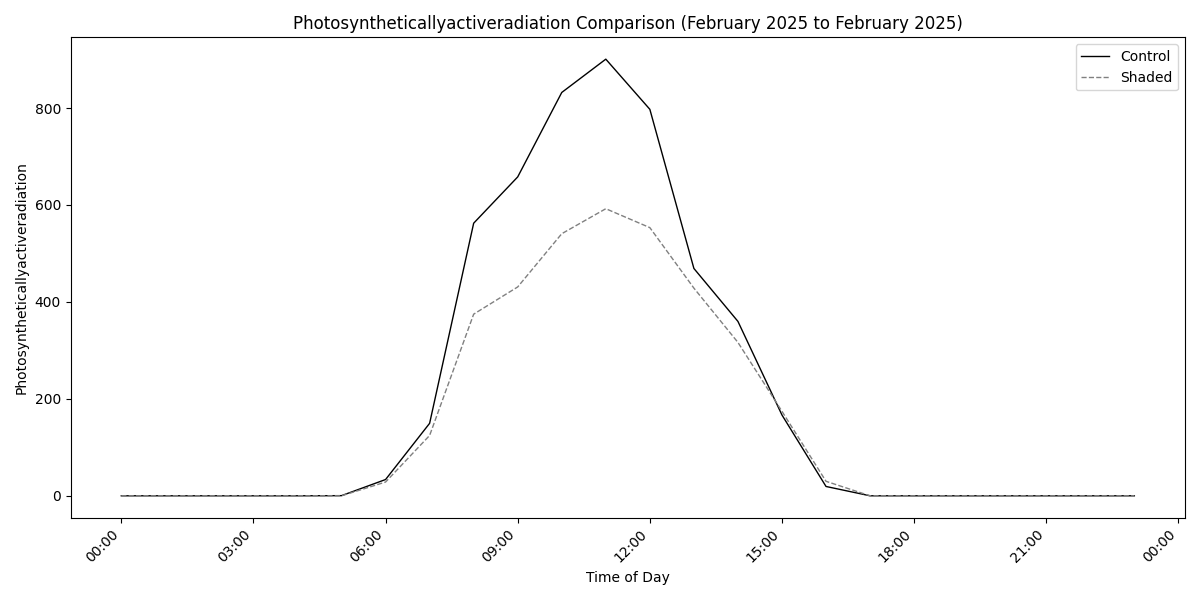 Photosyntheticallyactiveradiation Comparison (February 2025 to February 2025)
Control
Shaded
Photosyntheticallyactiveradiation
800
600
400
200
0
00:00
03:00
06:00
09:00
12:00
15:00
18:00
21:00
00:00
Time of Day